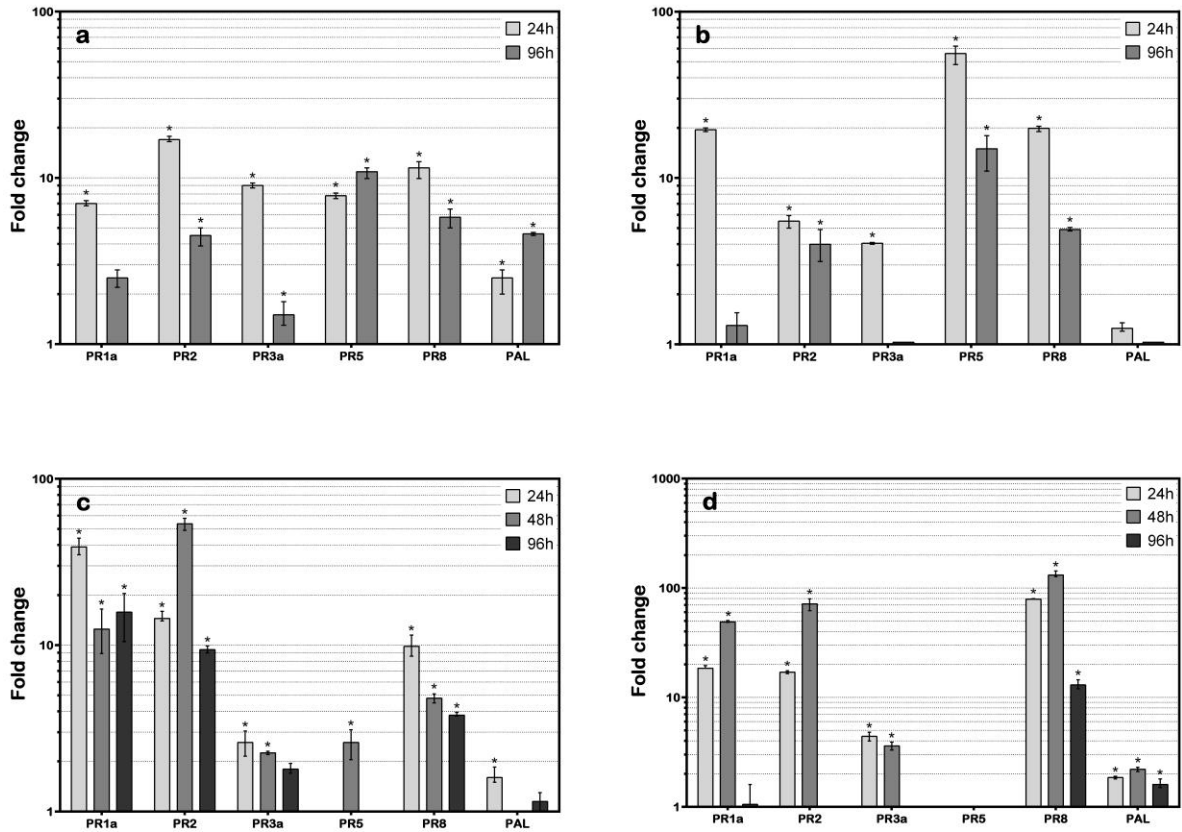 a
24h
96h
Fold change
100
10
1
* * * * * * * * * * *
PR1a PR2 PR3a PR5 PR8 PAL
b
24h
96h
Fold change
100
10
1
* * * * * * * *
PR1a PR2 PR3a PR5 PR8 PAL
c
24h
48h
96h
Fold change
100
10
1
* * * * * * * * * * * * *
PR1a PR2 PR3a PR5 PR8 PAL
d
24h
48h
96h
Fold change
1000
100
10
1
* * * * * * * * * * * *
PR1a PR2 PR3a PR5 PR8 PAL